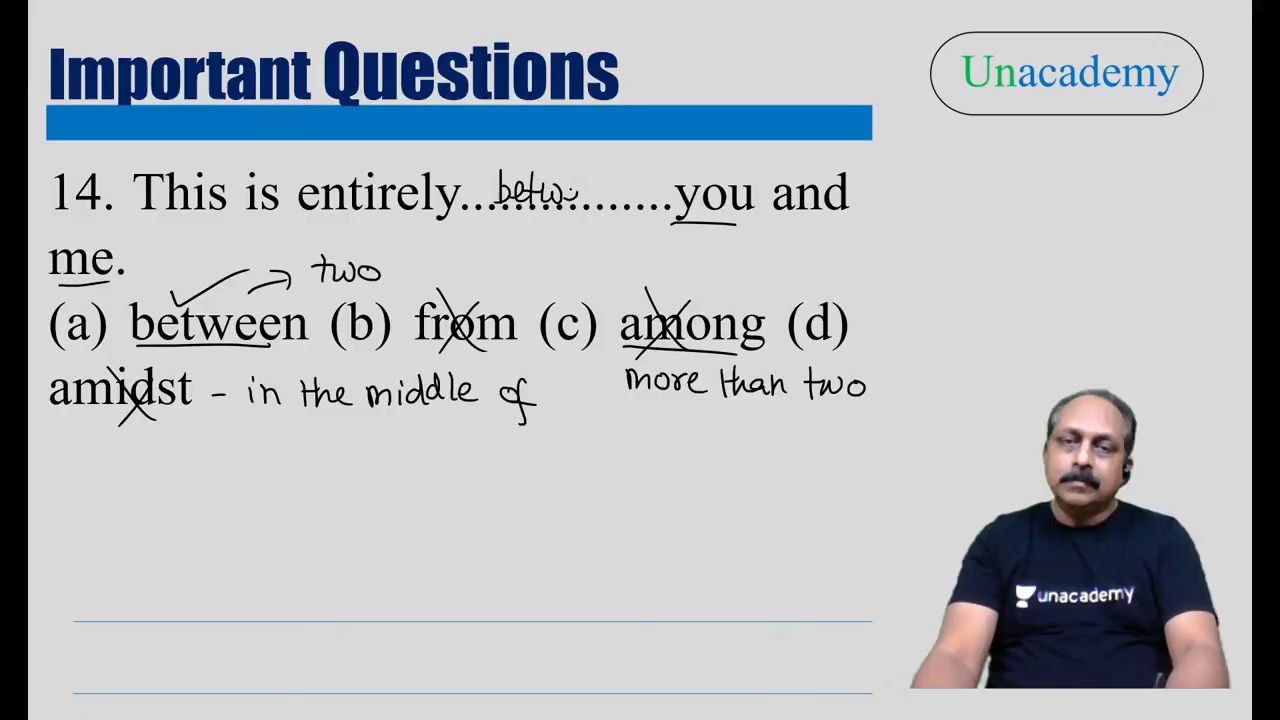 Important Questions
Unacademy
14. This is entirely....betw..............you and
me.
two
(a) between (b) from (c) among (d)
amidst - in the middle of
more than two
unacademy